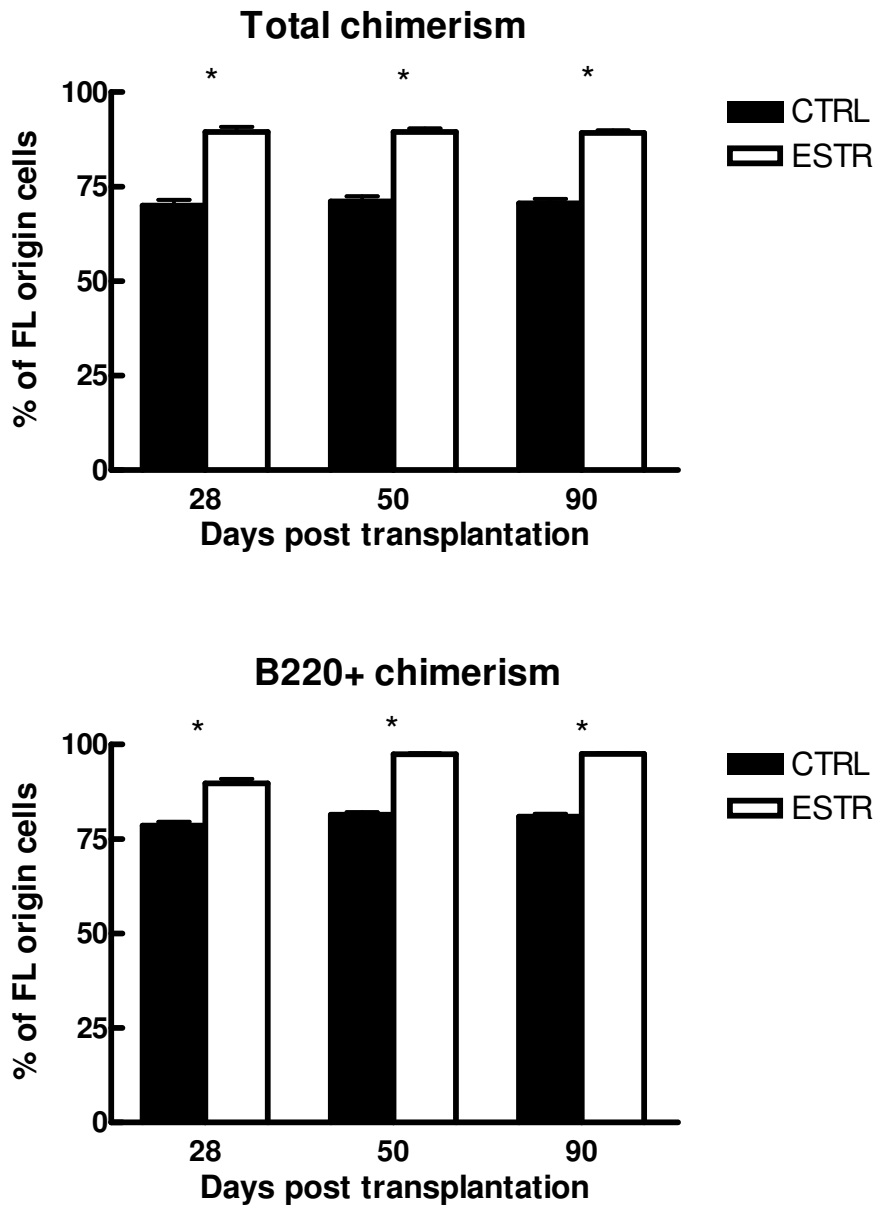 Total chimerism
* * *
100
75
50
25
0
% of FL origin cells
28 50 90
Days post transplantation
CTRL
ESTR
B220+ chimerism
* * *
100
75
50
25
0
% of FL origin cells
28 50 90
Days post transplantation
CTRL
ESTR